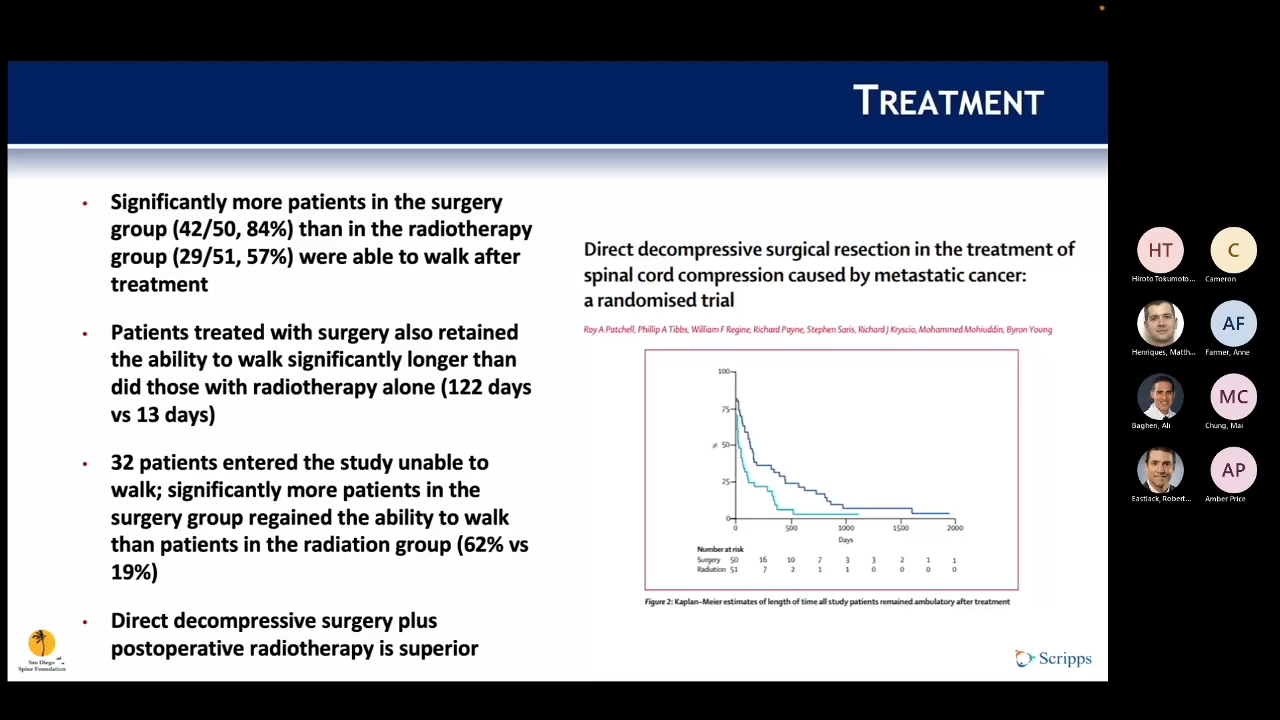 TREATMENT
• Significantly more patients in the surgery
group (42/50, 84%) than in the radiotherapy
group (29/51, 57%) were able to walk after
treatment
• Patients treated with surgery also retained
the ability to walk significantly longer than
did those with radiotherapy alone (122 days
vs 13 days)
• 32 patients entered the study unable to
walk; significantly more patients in the
surgery group regained the ability to walk
than patients in the radiation group (62% vs
19%)
• Direct decompressive surgery plus
postoperative radiotherapy is superior
San Diego
Spine Foundation
Direct decompressive surgical resection in the treatment of
spinal cord compression caused by metastatic cancer:
a randomised trial
Roy A Patchell, Phillip A Tibbs, William F Regine, Richard Payne, Stephen Saris, Richard J Kryscio, Mohammed Mohiuddin, Byron Young
100
75
%
50
25
0
0 500 1000 1500 2000
Days
Number at risk
Surgery 50 16 10 7 3 3 2 1 1
Radiation 51 7 2 1 1 0 0 0 0
Figure 2: Kaplan–Meier estimates of length of time all study patients remained ambulatory after treatment
Scripps
HT C
Hiroto Tokumoto... Cameron
AF
Henriques, Matth... Farmer, Anne
MC
Baghen, Ali Chung, Mai
AP
Eastlack, Robert... Amber Price